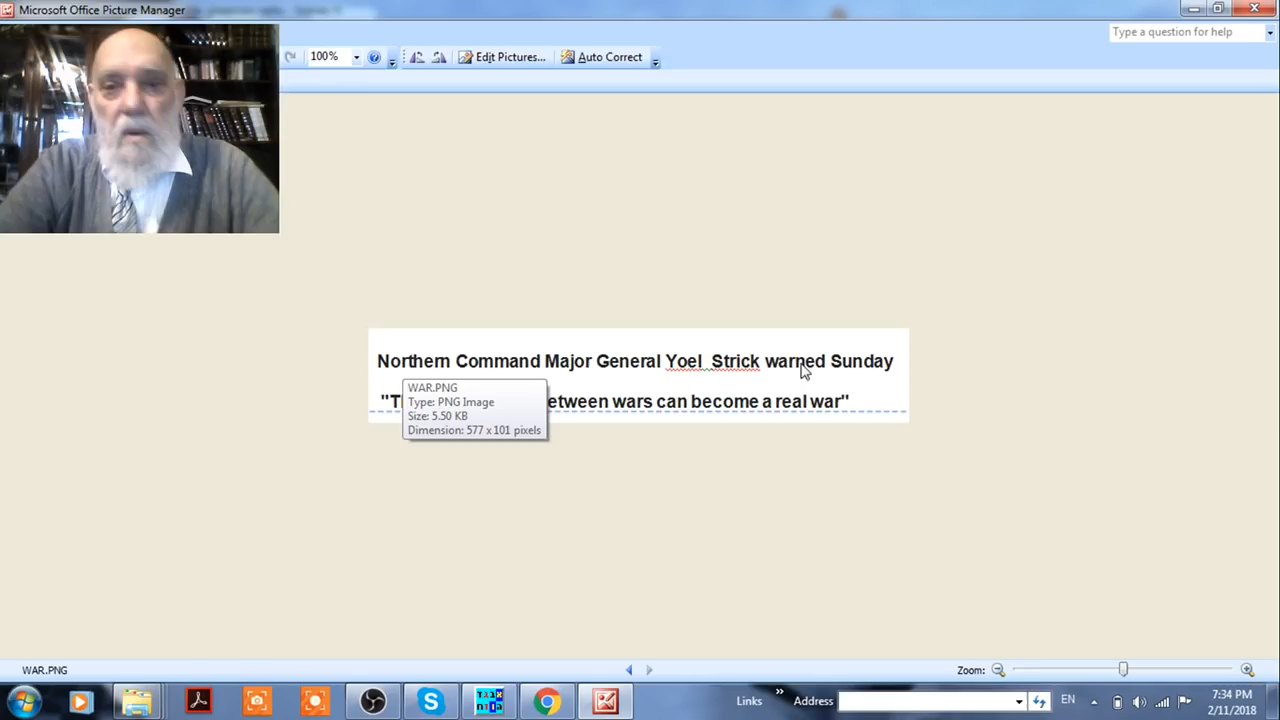 Microsoft Office Picture Manager
Type a question for help
100%
Edit Pictures...
Auto Correct
Northern Command Major General Yoel Strick warned Sunday
etween wars can become a real war"
WAR.PNG
Type: PNG Image
Size: 5.50 KB
Dimension: 577 x 101 pixels
WAR.PNG
Zoom:
Links
Address
EN
7:34 PM
2/11/2018